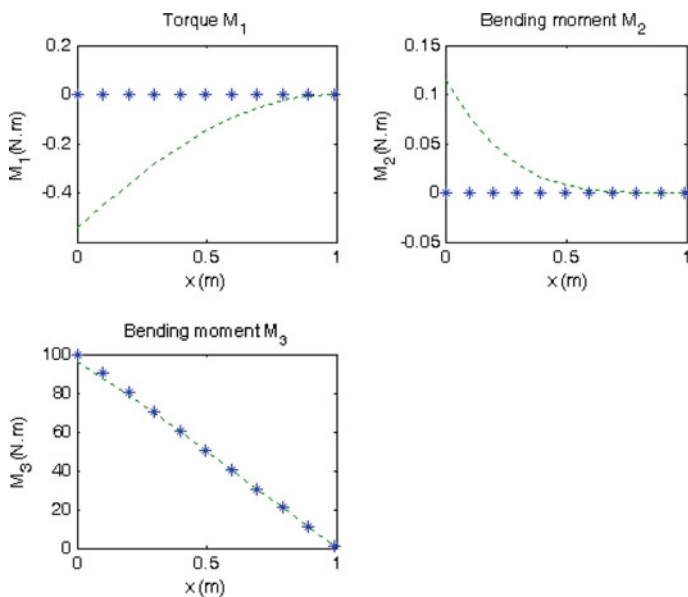 Torque M₁
0.2
0
-0.2
-0.4
M₁(N.m)
0
0.5
1
x(m)
Bending moment M₂
0.15
0.1
0.05
0
-0.05
M₂(N.m)
0
0.5
1
x(m)
Bending moment M₃
100
80
60
40
20
0
M₃(N.m)
0
0.5
1
x(m)